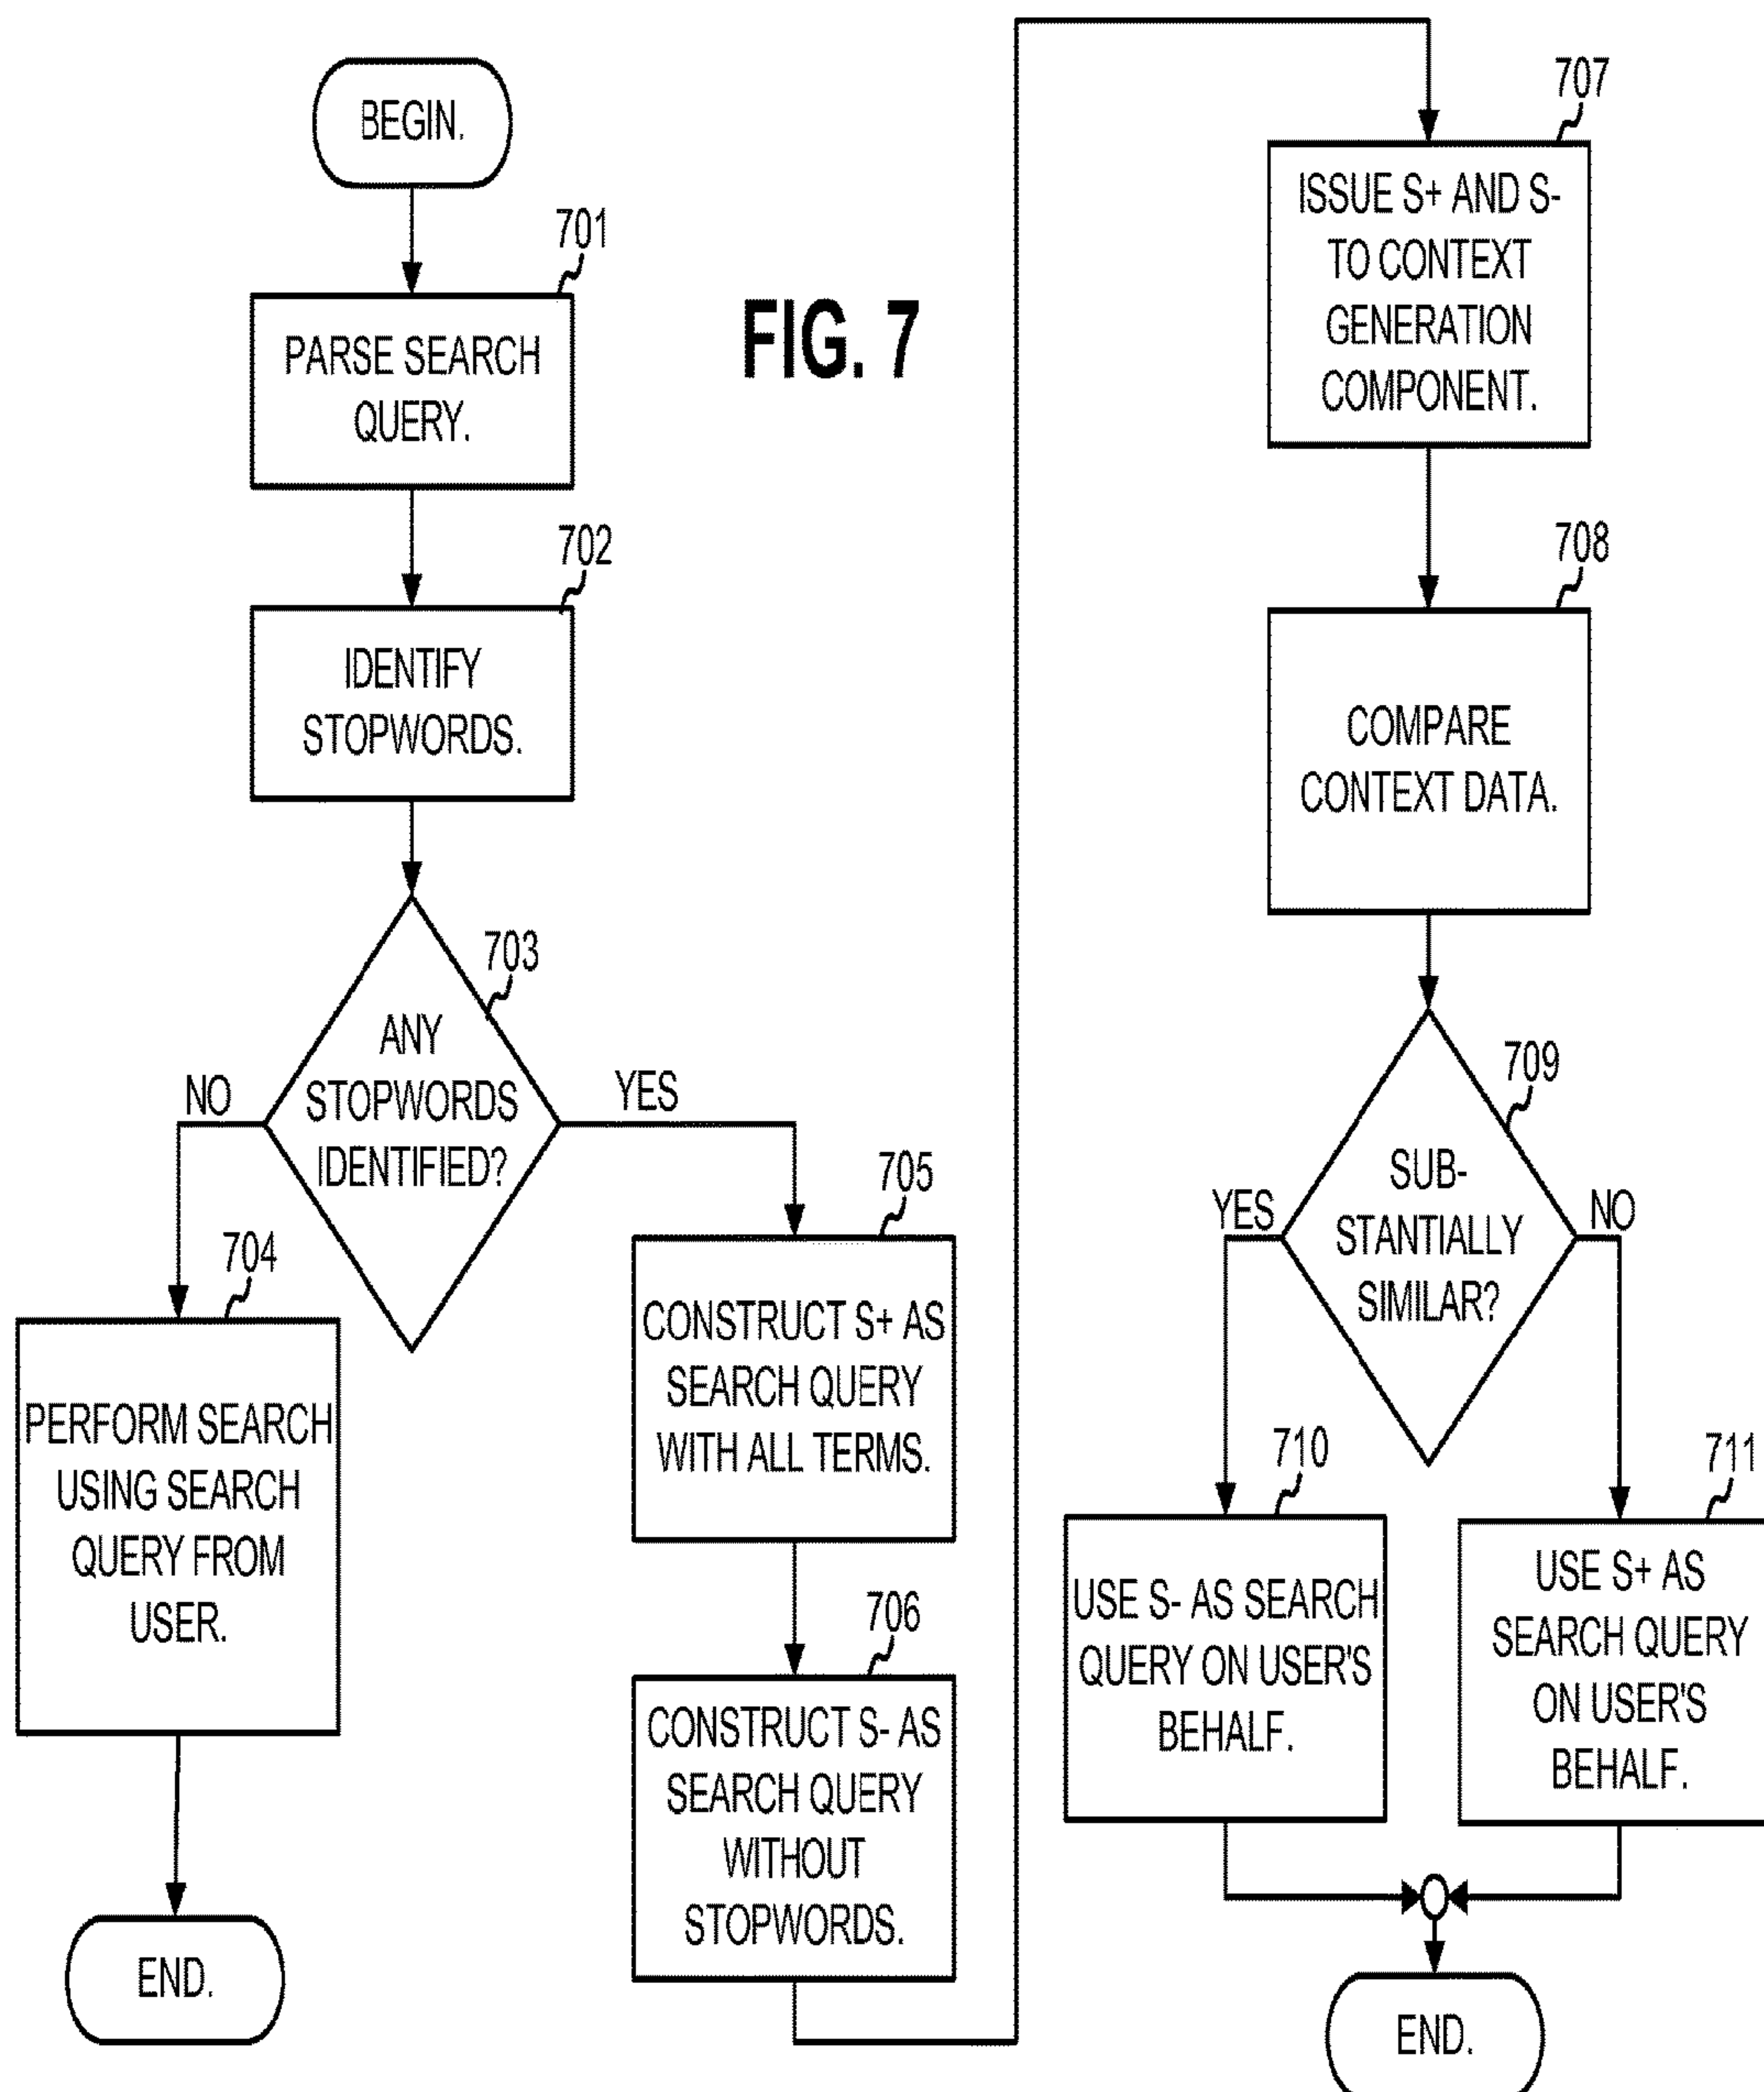 BEGIN.
701
PARSE SEARCH
QUERY.
702
IDENTIFY
STOPWORDS.
703
ANY
STOPWORDS
IDENTIFIED?
NO
YES
704
PERFORM SEARCH
USING SEARCH
QUERY FROM
USER.
END.
705
CONSTRUCT S+ AS
SEARCH QUERY
WITH ALL TERMS.
706
CONSTRUCT S- AS
SEARCH QUERY
WITHOUT
STOPWORDS.
FIG. 7
707
ISSUE S+ AND S-
TO CONTEXT
GENERATION
COMPONENT.
708
COMPARE
CONTEXT DATA.
709
SUB-
STANTIALLY
SIMILAR?
YES
NO
710
USE S- AS SEARCH
QUERY ON USER'S
BEHALF.
711
USE S+ AS
SEARCH QUERY
ON USER'S
BEHALF.
END.